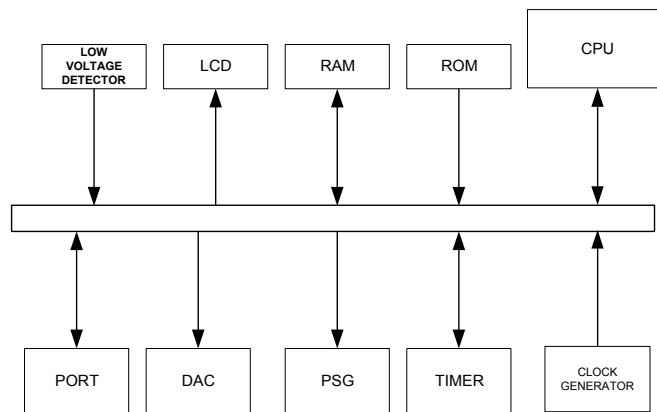 LOW
VOLTAGE
DETECTOR
LCD
RAM
ROM
CPU
PORT
DAC
PSG
TIMER
CLOCK
GENERATOR